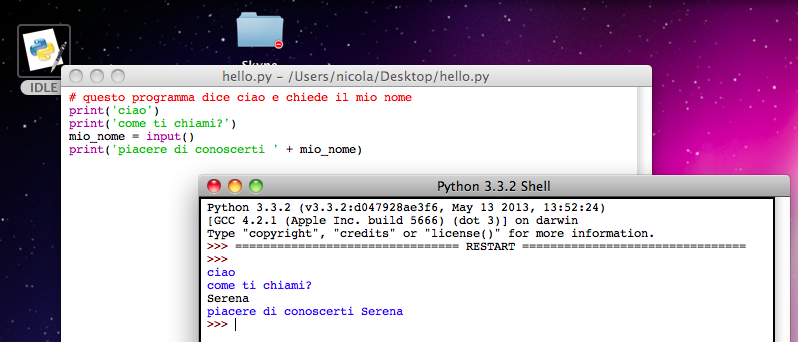 Skype
IDLE
hello.py – /Users/nicola/Desktop/hello.py
# questo programma dice ciao e chiede il mio nome
print('ciao')
print('come ti chiami?')
mio_nome = input()
print('piacere di conoscerti ' + mio_nome)
Python 3.3.2 Shell
Python 3.3.2 (v3.3.2:d047928ae3f6, May 13 2013, 13:52:24)
[GCC 4.2.1 (Apple Inc. build 5666) (dot 3)] on darwin
Type "copyright", "credits" or "license()" for more information.
>>> ================================ RESTART ================================
>>>
ciao
come ti chiami?
Serena
piacere di conoscerti Serena
>>>